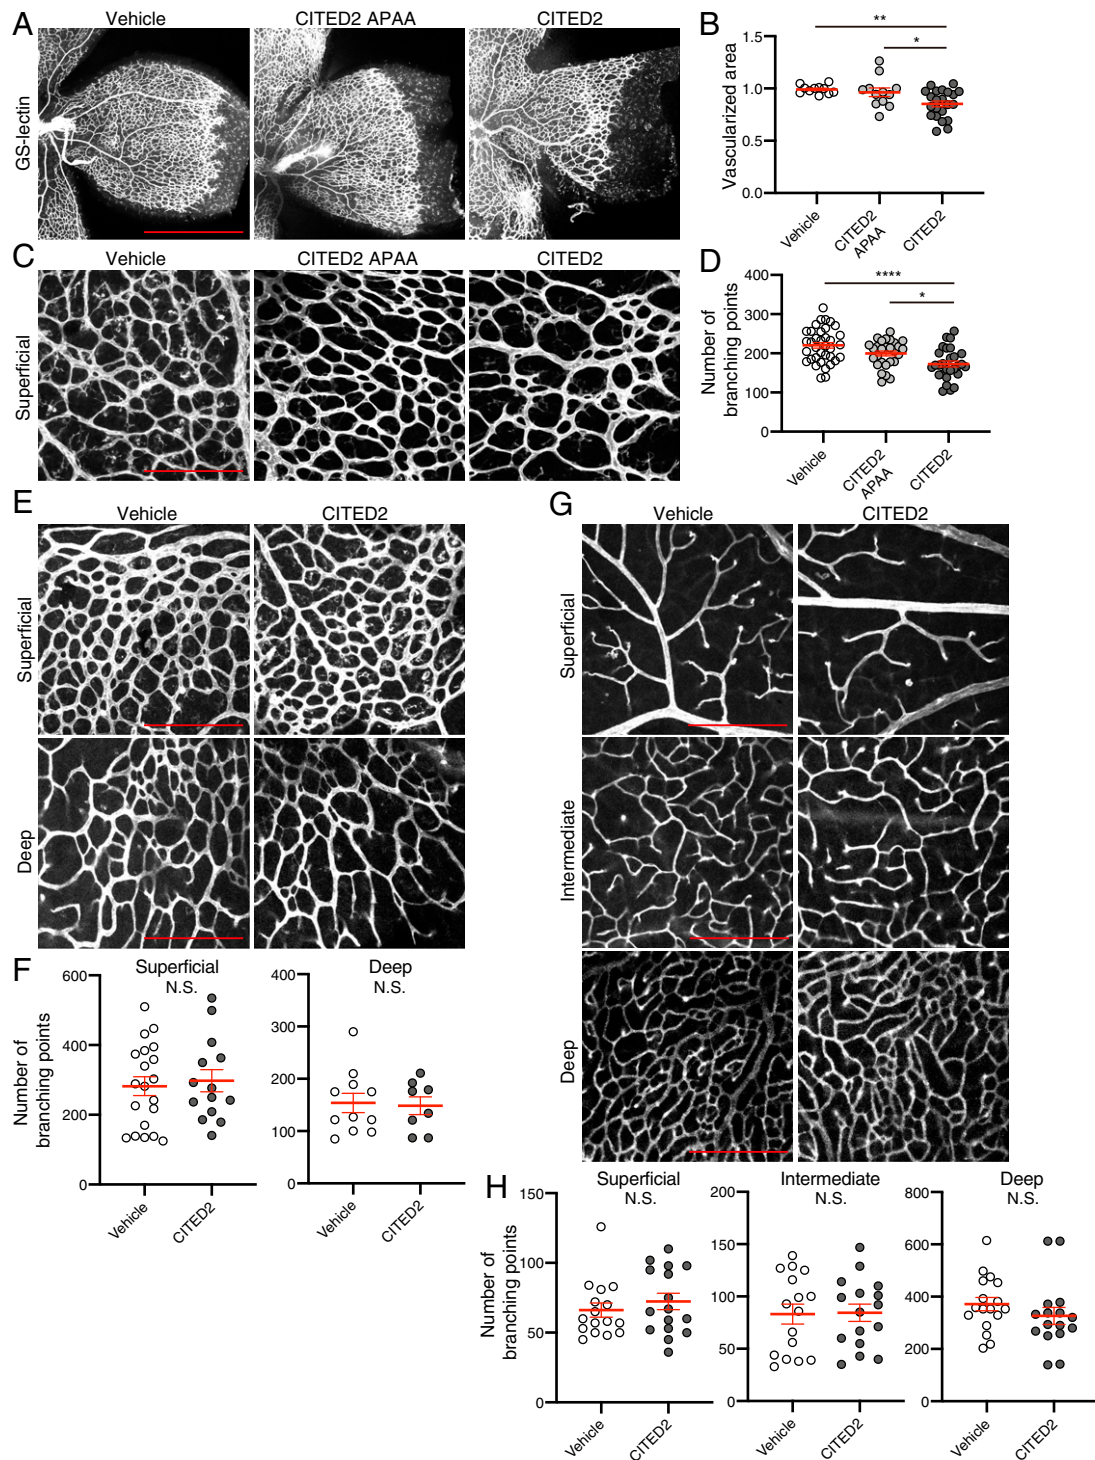 A
Vehicle
CITED2 APAA
CITED2
GS-lectin
B
Vascularized area
1.5
1.0
0.5
0.0
**
*
Vehicle
CITED2
APAA
CITED2
C
Vehicle
CITED2 APAA
CITED2
Superficial
D
Number of
branching points
400
300
200
100
0
****
*
Vehicle
CITED2
APAA
CITED2
E
Vehicle
CITED2
Superficial
Deep
F
Number of
branching points
Superficial
N.S.
600
400
200
0
Vehicle
CITED2
Deep
N.S.
400
300
200
100
0
Vehicle
CITED2
G
Vehicle
CITED2
Superficial
Intermediate
Deep
H
Number of
branching points
Superficial
N.S.
150
100
50
0
Vehicle
CITED2
Intermediate
N.S.
200
150
100
50
0
Vehicle
CITED2
Deep
N.S.
800
600
400
200
0
Vehicle
CITED2